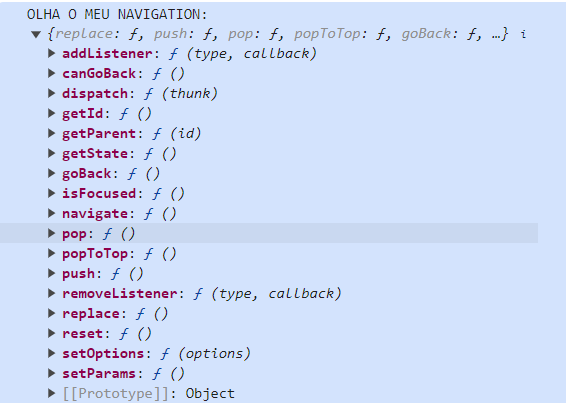 OLHA O MEU NAVIGATION:
▼ {replace: ƒ, push: ƒ, pop: ƒ, popToTop: ƒ, goBack: ƒ, …} i
▶ addListener: ƒ (type, callback)
▶ canGoBack: ƒ ()
▶ dispatch: ƒ (thunk)
▶ getId: ƒ ()
▶ getParent: ƒ (id)
▶ getState: ƒ ()
▶ goBack: ƒ ()
▶ isFocused: ƒ ()
▶ navigate: ƒ ()
▶ pop: ƒ ()
▶ popToTop: ƒ ()
▶ push: ƒ ()
▶ removeListener: ƒ (type, callback)
▶ replace: ƒ ()
▶ reset: ƒ ()
▶ setOptions: ƒ (options)
▶ setParams: ƒ ()
▶ [[Prototype]]: Object